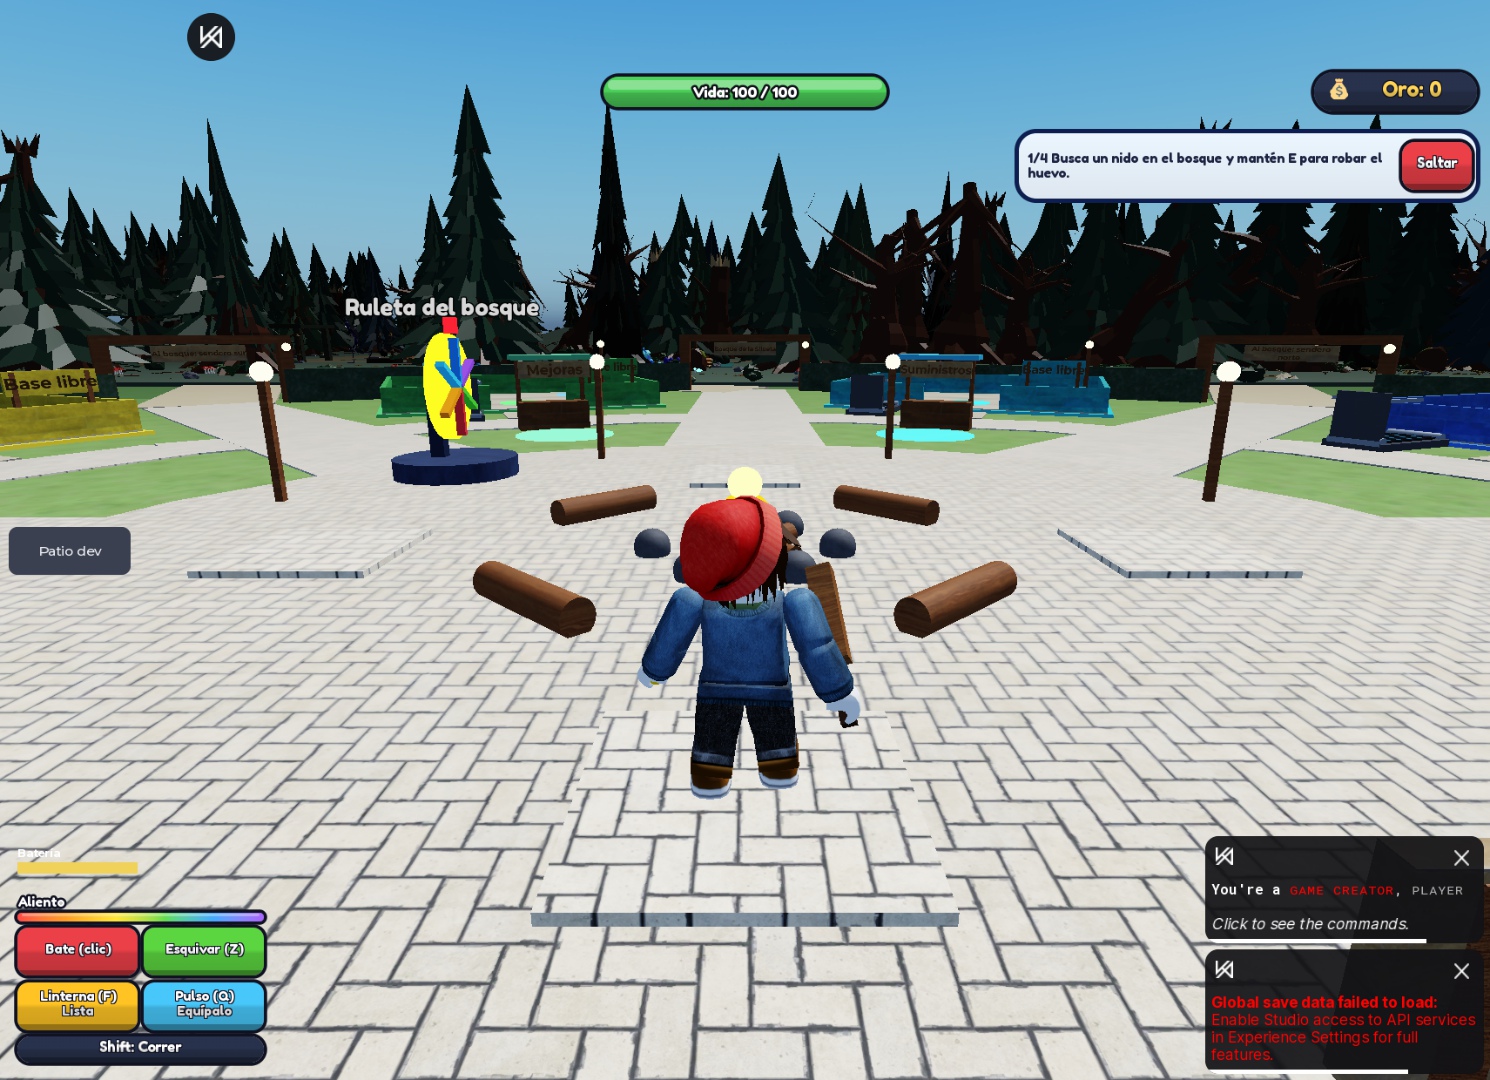 Vida: 100 / 100
Oro: 0
1/4 Busca un nido en el bosque y mantén E para robar el
huevo.
Saltar
Ruleta del bosque
Base libre
Mejoras
Suministros
Base libre
Patio dev
Batería
Aliento
Bate (clic)
Esquivar (Z)
Linterna (F)
Lista
Pulso (Q)
Equípalo
Shift: Correr
You're a GAME CREATOR, PLAYER
Click to see the commands.
Global save data failed to load:
Enable Studio access to API services
in Experience Settings for full
features.